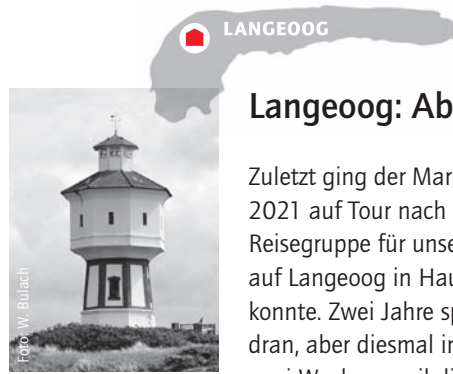 LANGEOOG
Langeoog: Ab
Zuletzt ging der Mar
2021 auf Tour nach
Reisegruppe für unse
auf Langeoog in Hau
konnte. Zwei Jahre sp
dran, aber diesmal in
Foto: W. Bulach